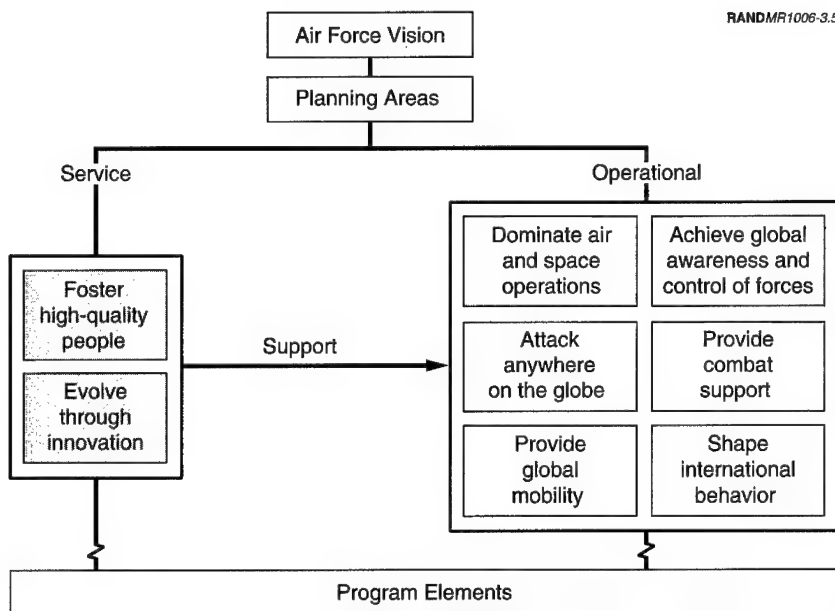 RANDMR1006-3.5
Air Force Vision
Planning Areas
Service
Operational
Foster
high-quality
people
Evolve
through
innovation
Support
Dominate air
and space
operations
Achieve global
awareness and
control of forces
Attack
anywhere
on the globe
Provide
combat
support
Provide
global
mobility
Shape
international
behavior
Program Elements